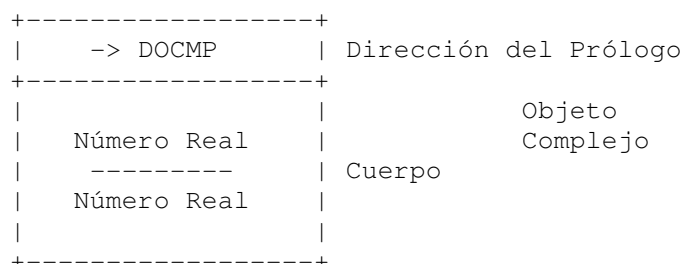 +------------------+
|     -> DOCMP     | Dirección del Prólogo
+------------------+
|                  |          Objeto
|   Número Real    |          Complejo
|    ---------     | Cuerpo
|   Número Real    |
|                  |
+------------------+